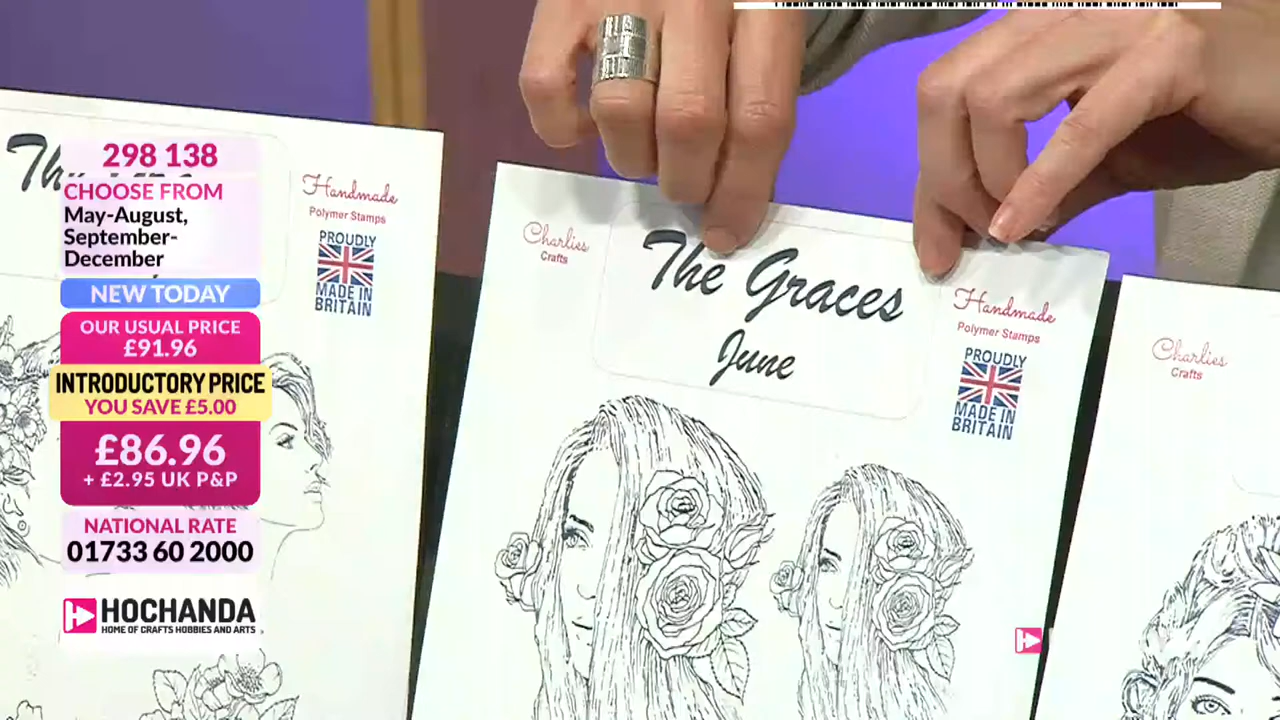 298 138
CHOOSE FROM
May-August,
September-
December
NEW TODAY
OUR USUAL PRICE
£91.96
INTRODUCTORY PRICE
YOU SAVE £5.00
£86.96
+ £2.95 UK P&P
NATIONAL RATE
01733 60 2000
HOCHANDA
HOME OF CRAFTS HOBBIES AND ARTS
Handmade
Polymer Stamps
PROUDLY
MADE IN
BRITAIN
Charlies
Crafts
The Graces
June
Handmade
Polymer Stamps
PROUDLY
MADE IN
BRITAIN
Charlies
Crafts